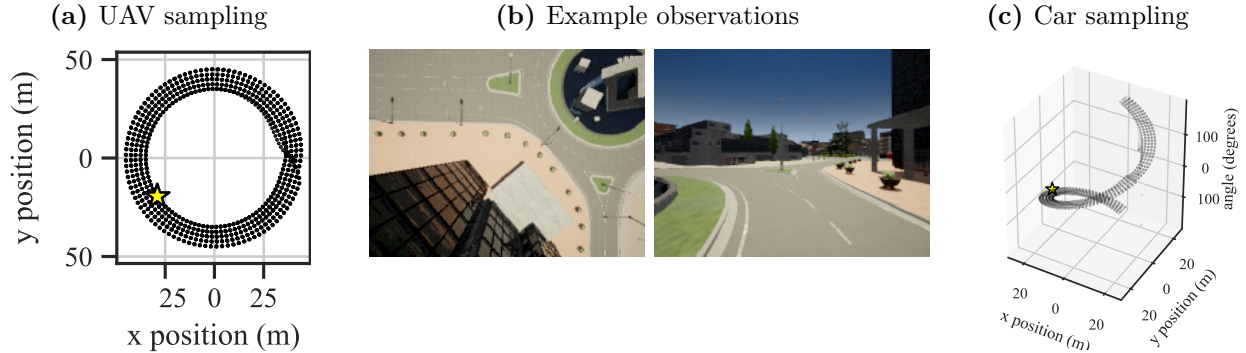 (a) UAV sampling
50
0
50
y position (m)
25 0 25
x position (m)
(b) Example observations
(c) Car sampling
100
0
100
angle (degrees)
20
0
20
x position (m)
20
0
20
y position (m)